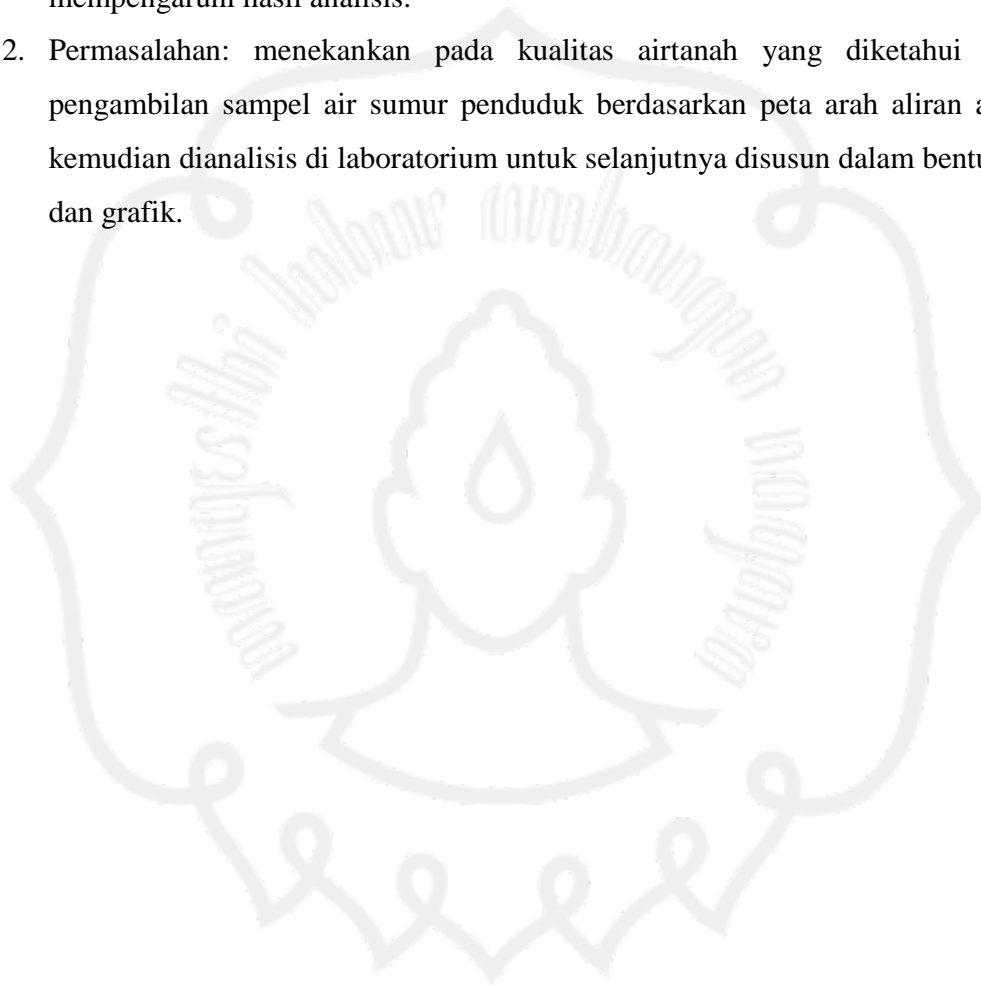 mempengaruhi hasil analisis.
2. Permasalahan: menekankan pada kualitas airtanah yang diketahui
pengambilan sampel air sumur penduduk berdasarkan peta arah aliran
kemudian dianalisis di laboratorium untuk selanjutnya disusun dalam
dan grafik.